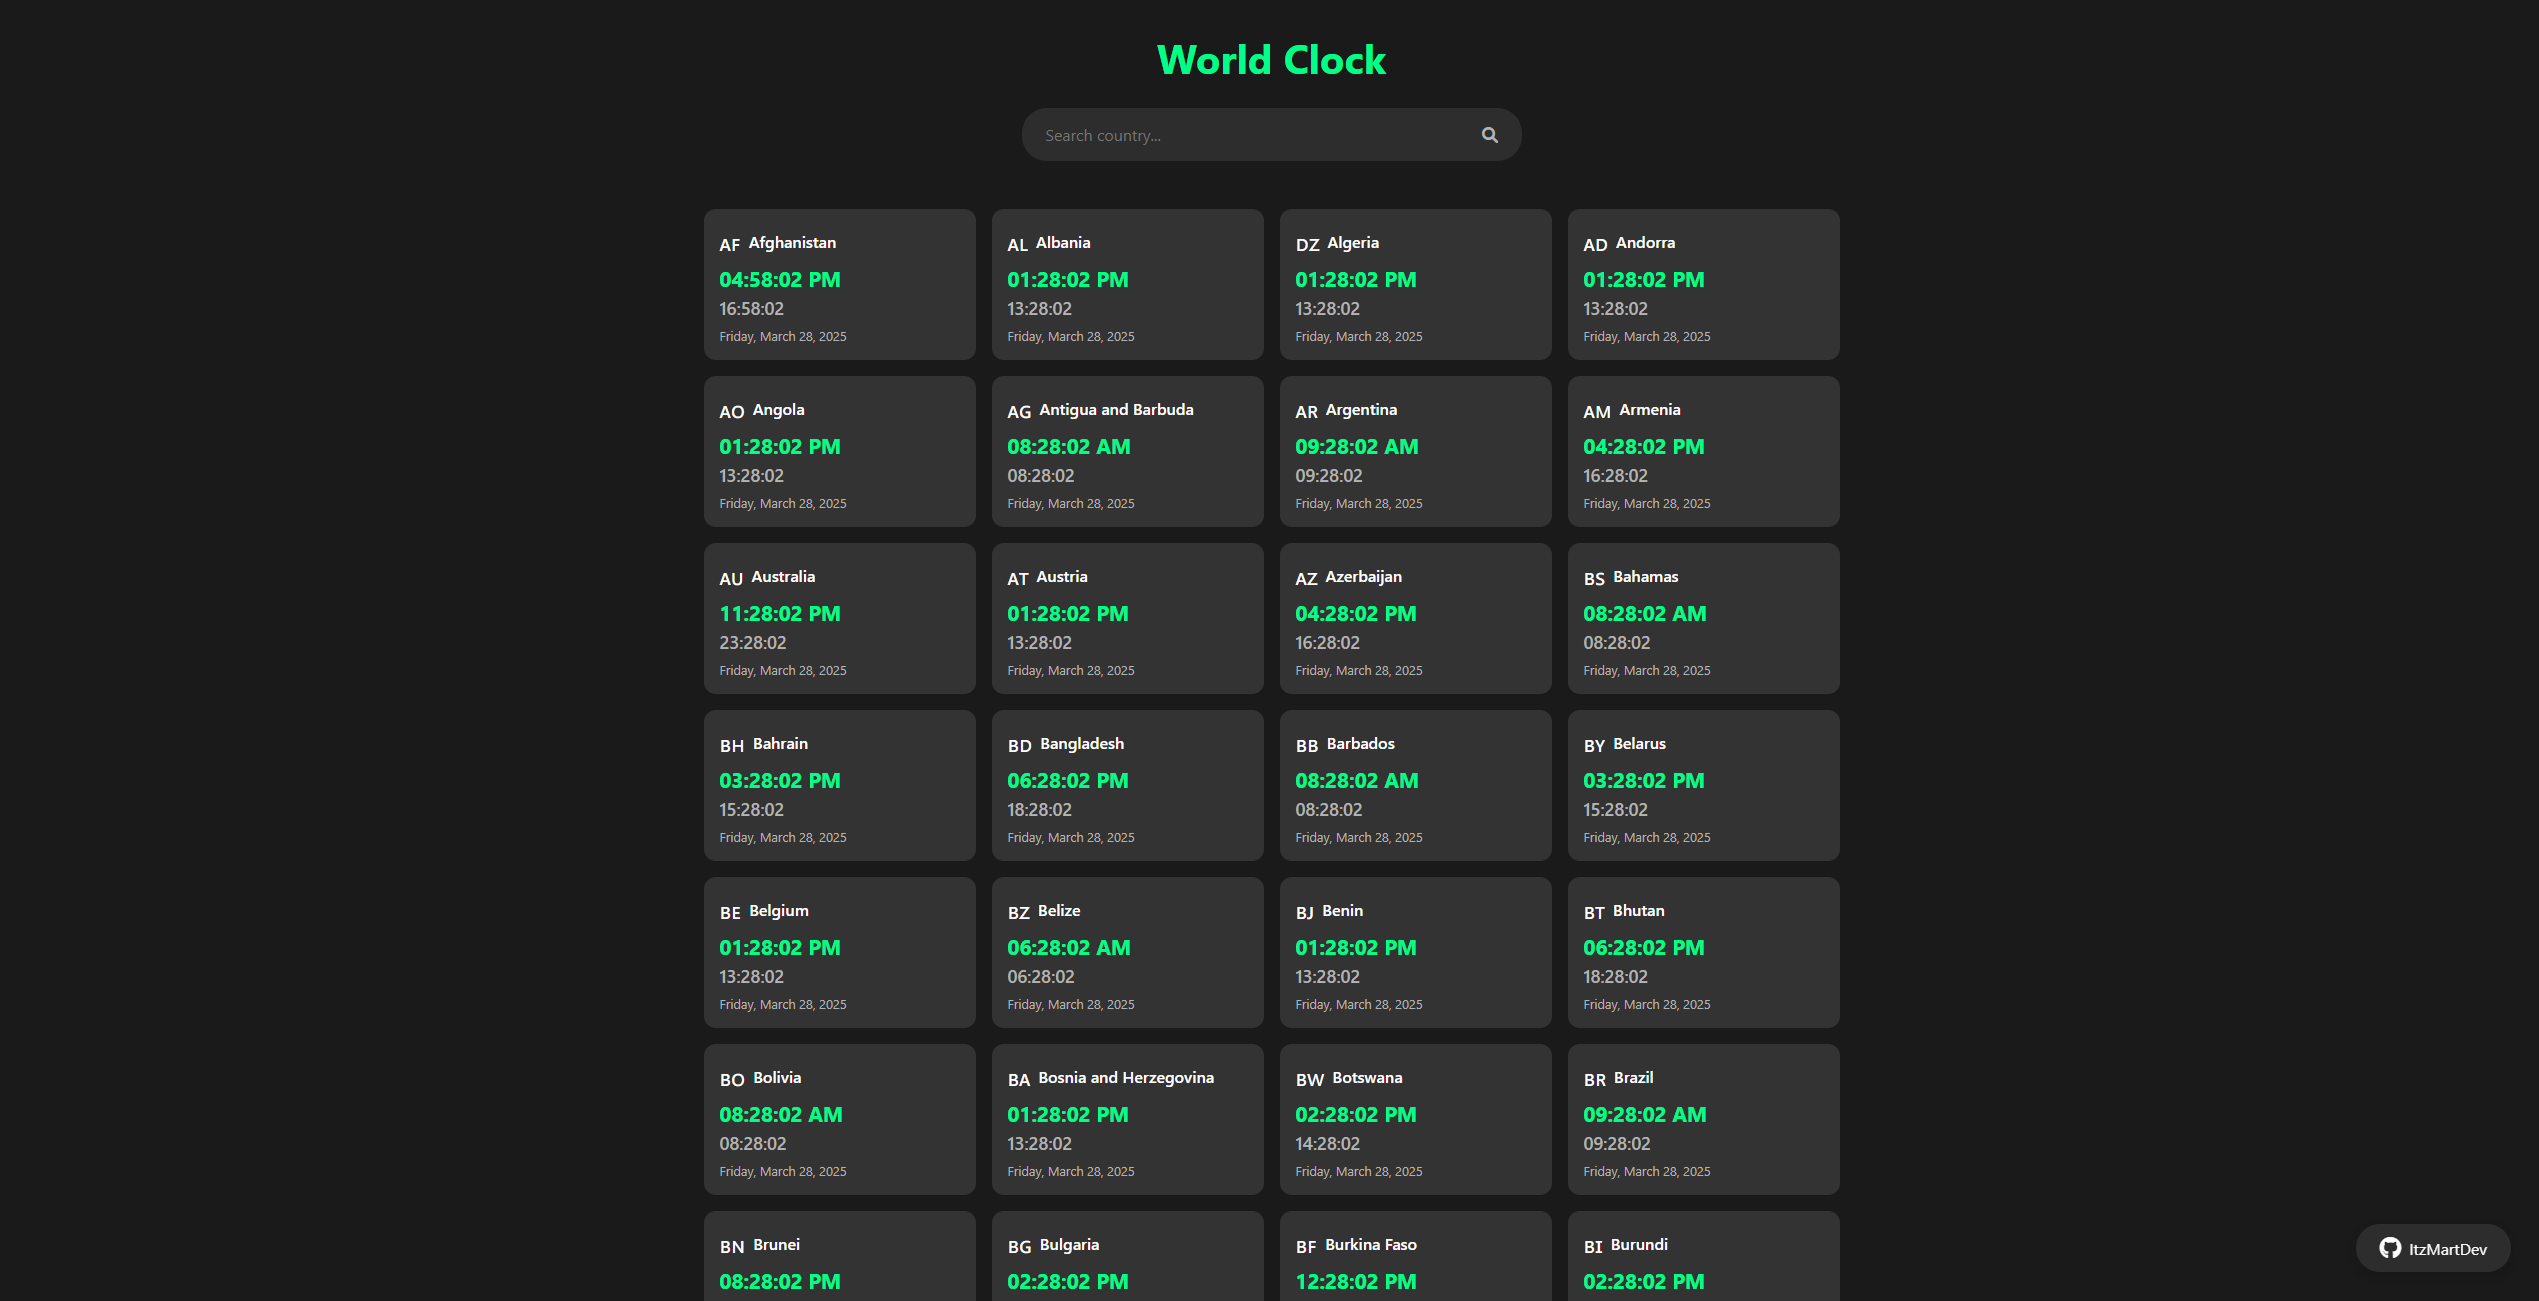 World Clock
Search country...
AF Afghanistan
04:58:02 PM
16:58:02
Friday, March 28, 2025
AL Albania
01:28:02 PM
13:28:02
Friday, March 28, 2025
DZ Algeria
01:28:02 PM
13:28:02
Friday, March 28, 2025
AD Andorra
01:28:02 PM
13:28:02
Friday, March 28, 2025
AO Angola
01:28:02 PM
13:28:02
Friday, March 28, 2025
AG Antigua and Barbuda
08:28:02 AM
08:28:02
Friday, March 28, 2025
AR Argentina
09:28:02 AM
09:28:02
Friday, March 28, 2025
AM Armenia
04:28:02 PM
16:28:02
Friday, March 28, 2025
AU Australia
11:28:02 PM
23:28:02
Friday, March 28, 2025
AT Austria
01:28:02 PM
13:28:02
Friday, March 28, 2025
AZ Azerbaijan
04:28:02 PM
16:28:02
Friday, March 28, 2025
BS Bahamas
08:28:02 AM
08:28:02
Friday, March 28, 2025
BH Bahrain
03:28:02 PM
15:28:02
Friday, March 28, 2025
BD Bangladesh
06:28:02 PM
18:28:02
Friday, March 28, 2025
BB Barbados
08:28:02 AM
08:28:02
Friday, March 28, 2025
BY Belarus
03:28:02 PM
15:28:02
Friday, March 28, 2025
BE Belgium
01:28:02 PM
13:28:02
Friday, March 28, 2025
BZ Belize
06:28:02 AM
06:28:02
Friday, March 28, 2025
BJ Benin
01:28:02 PM
13:28:02
Friday, March 28, 2025
BT Bhutan
06:28:02 PM
18:28:02
Friday, March 28, 2025
BO Bolivia
08:28:02 AM
08:28:02
Friday, March 28, 2025
BA Bosnia and Herzegovina
01:28:02 PM
13:28:02
Friday, March 28, 2025
BW Botswana
02:28:02 PM
14:28:02
Friday, March 28, 2025
BR Brazil
09:28:02 AM
09:28:02
Friday, March 28, 2025
BN Brunei
08:28:02 PM
BG Bulgaria
02:28:02 PM
BF Burkina Faso
12:28:02 PM
BI Burundi
02:28:02 PM
ItzMartDev